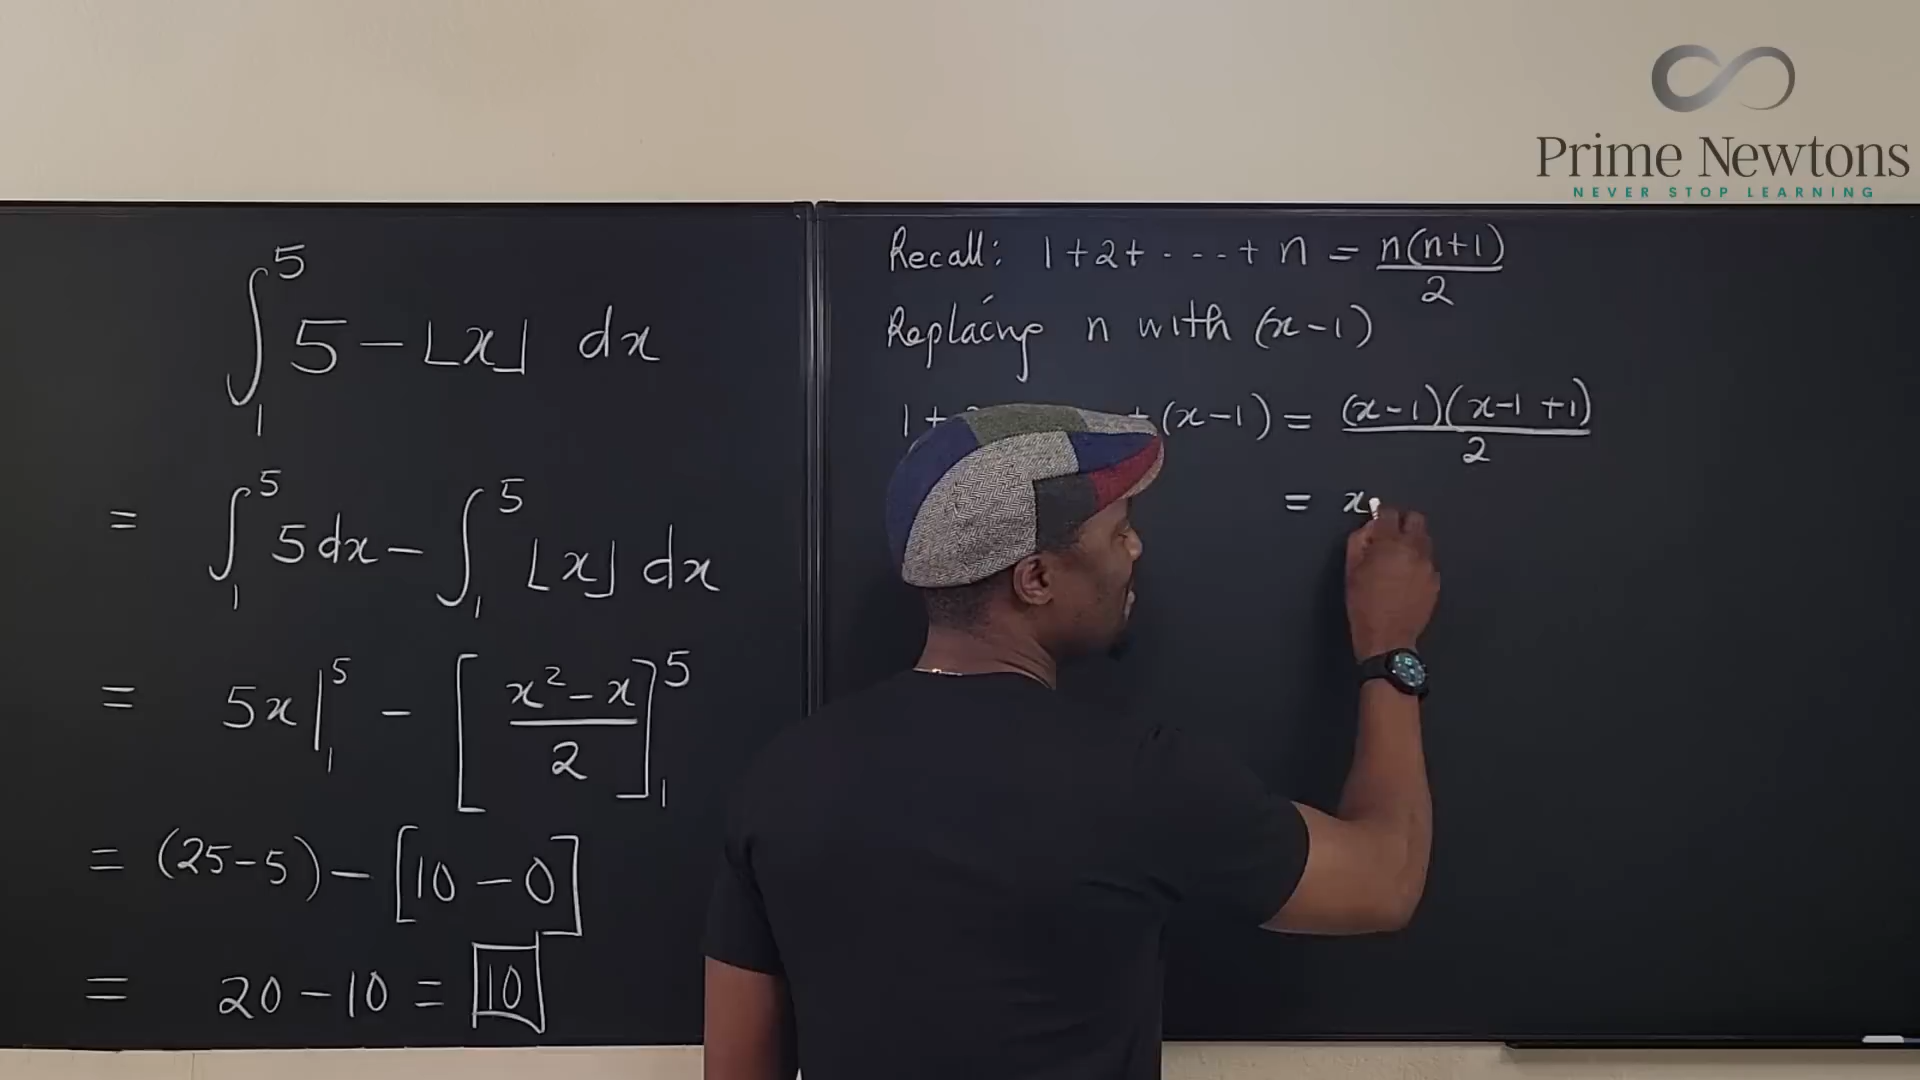 Prime Newtons
NEVER STOP LEARNING
∫₁⁵ 5 − ⌊x⌋ dx
= ∫₁⁵ 5 dx − ∫₁⁵ ⌊x⌋ dx
= 5x |₁⁵ − [ (x² − x)/2 ]₁⁵
= (25 − 5) − [10 − 0]
= 20 − 10 = 10
Recall: 1 + 2 + ---- + n = n(n+1)/2
Replacing n with (x−1)
1 + (x−1) = (x−1)(x−1+1)/2
= x